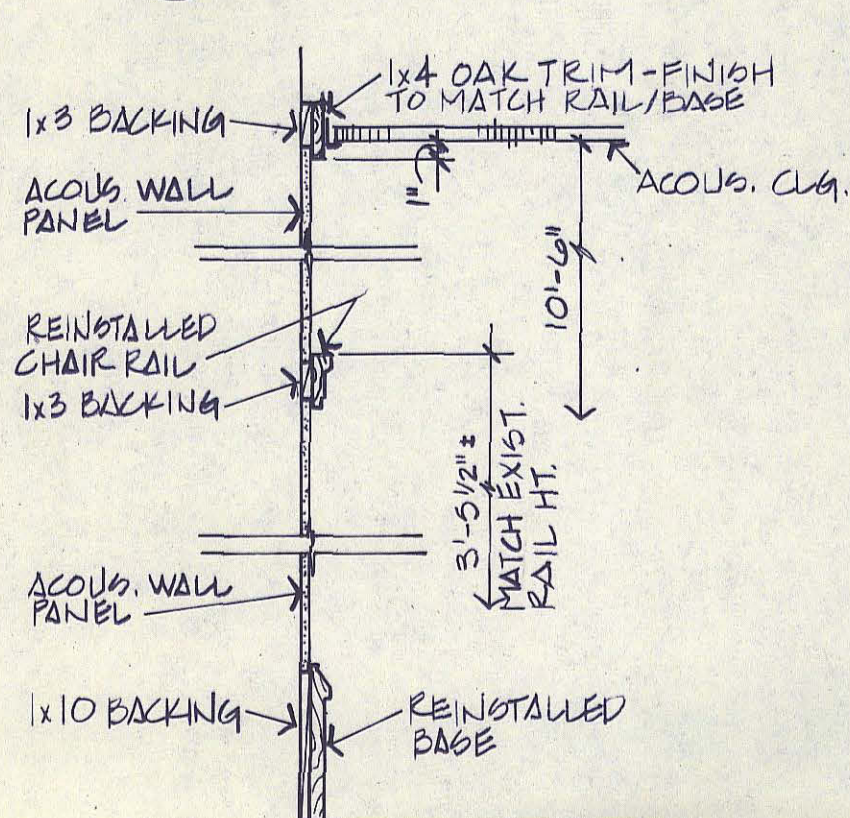 1x4 OAK TRIM-FINISH
TO MATCH RAIL/BASE
1x3 BACKING
ACOUS. WALL
PANEL
1"
ACOUS. CLG.
10'-6"
REINSTALLED
CHAIR RAIL
1x3 BACKING
3'-5 1/2" ±
MATCH EXIST.
RAIL HT.
ACOUS. WALL
PANEL
1x10 BACKING
REINSTALLED
BASE